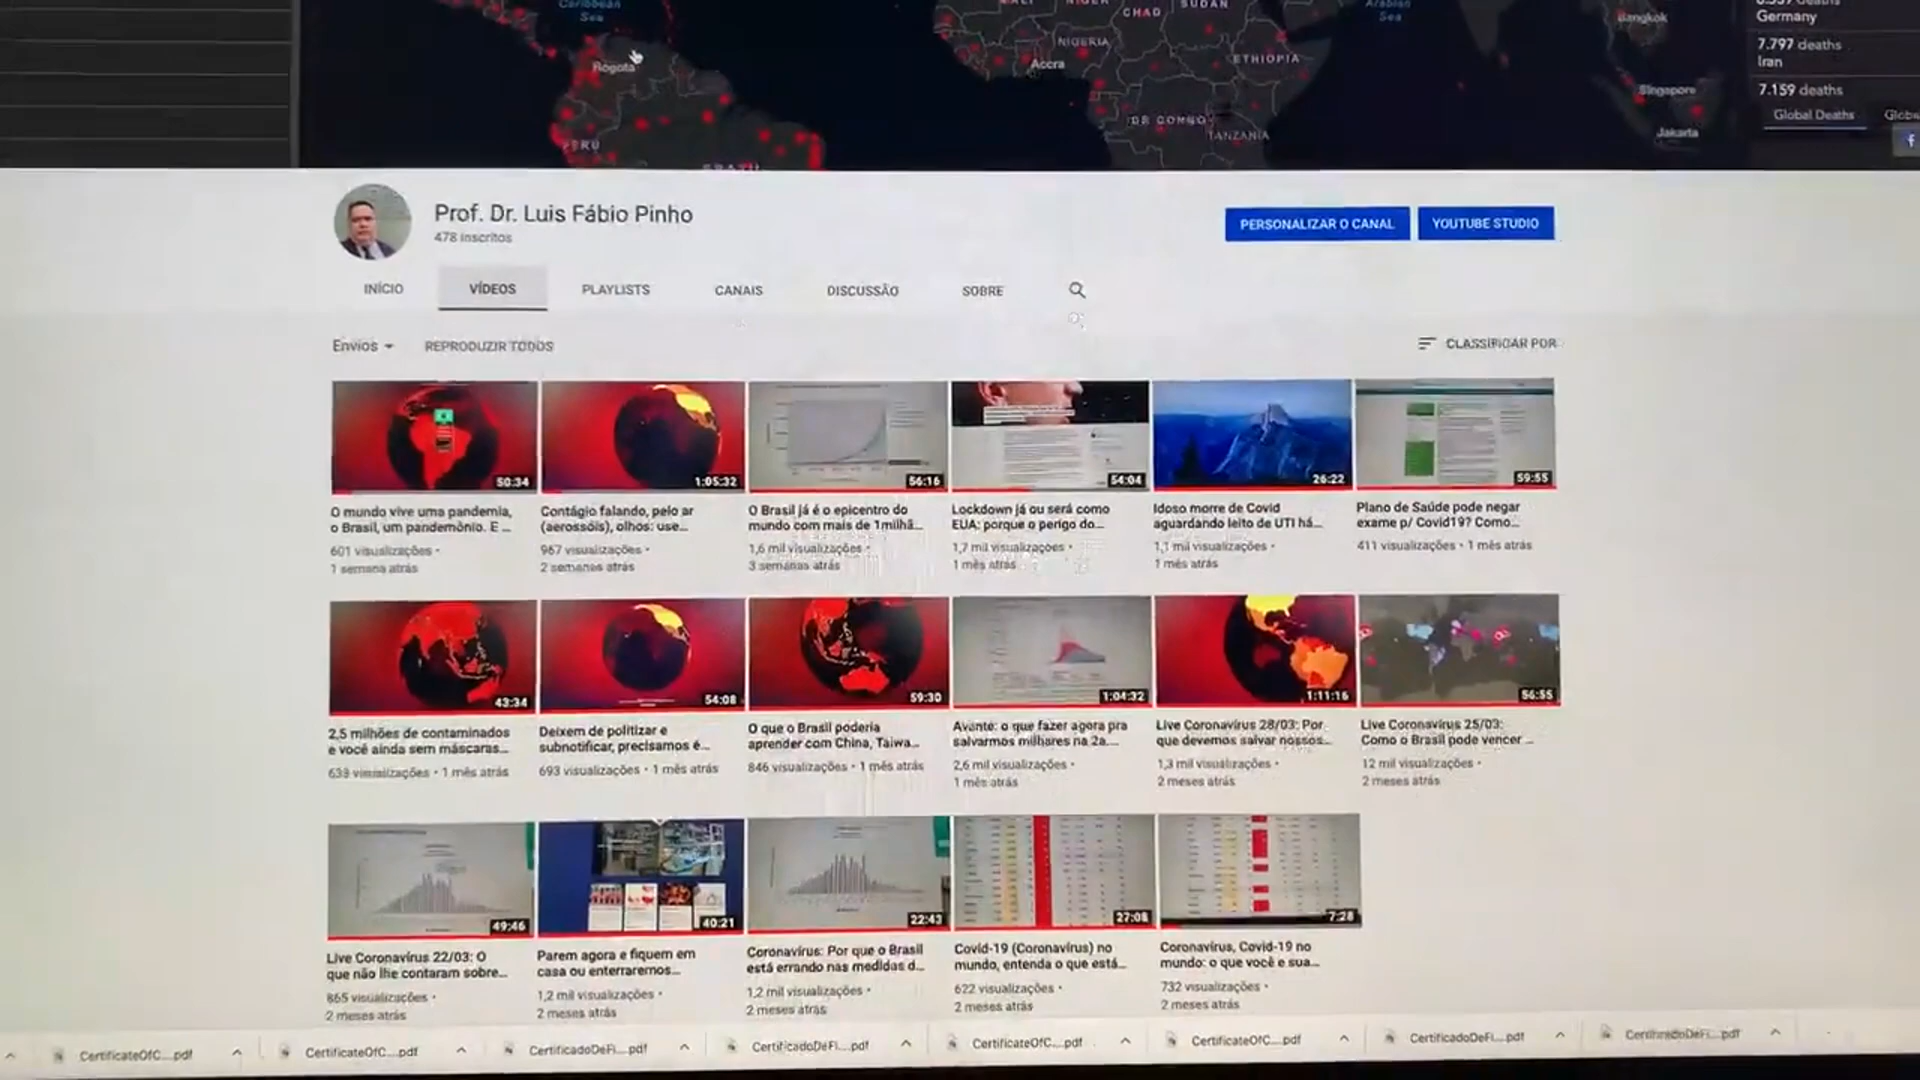 Caribbean
Sea
Bogota
PERU
CHAD
SUDAN
NIGERIA
Accra
ETHIOPIA
DR CONGO
TANZANIA
Arabian
Sea
Bangkok
Singapore
Jakarta
Germany
7.797 deaths
Iran
7.159 deaths
Global Deaths
Prof. Dr. Luis Fábio Pinho
478 inscritos
PERSONALIZAR O CANAL
YOUTUBE STUDIO
INÍCIO
VÍDEOS
PLAYLISTS
CANAIS
DISCUSSÃO
SOBRE
Envios
REPRODUZIR TODOS
CLASSIFICAR POR
50:34
1:05:32
56:16
54:04
26:22
59:55
O mundo vive uma pandemia,
o Brasil, um pandemônio. E ...
601 visualizações •
1 semana atrás
Contágio falando, pelo ar
(aerossóis), olhos: use...
967 visualizações •
2 semanas atrás
O Brasil já é o epicentro do
mundo com mais de 1milhã...
1,6 mil visualizações •
3 semanas atrás
Lockdown já ou será como
EUA: porque o perigo do...
1,7 mil visualizações •
1 mês atrás
Idoso morre de Covid
aguardando leito de UTI há...
1,1 mil visualizações •
1 mês atrás
Plano de Saúde pode negar
exame p/ Covid19? Como...
411 visualizações • 1 mês atrás
43:34
54:08
59:30
1:04:32
1:11:16
56:55
2,5 milhões de contaminados
e você ainda sem máscaras...
633 visualizações • 1 mês atrás
Deixem de politizar e
subnotificar, precisamos é...
693 visualizações • 1 mês atrás
O que o Brasil poderia
aprender com China, Taiwa...
846 visualizações • 1 mês atrás
Avante: o que fazer agora pra
salvarmos milhares na 2a....
2,6 mil visualizações •
1 mês atrás
Live Coronavírus 28/03: Por
que devemos salvar nossos...
1,3 mil visualizações •
2 meses atrás
Live Coronavírus 25/03:
Como o Brasil pode vencer ...
12 mil visualizações •
2 meses atrás
49:46
40:21
22:43
27:08
7:28
Live Coronavírus 22/03: O
que não lhe contaram sobre...
865 visualizações •
2 meses atrás
Parem agora e fiquem em
casa ou enterraremos...
1,2 mil visualizações •
2 meses atrás
Coronavírus: Por que o Brasil
está errando nas medidas d...
1,2 mil visualizações •
2 meses atrás
Covid-19 (Coronavírus) no
mundo, entenda o que está...
622 visualizações •
2 meses atrás
Coronavírus, Covid-19 no
mundo: o que você e sua...
732 visualizações •
2 meses atrás
CertificateOfC....pdf
CertificateOfC....pdf
CertificadoDeFi....pdf
CertificadoDeFi....pdf
CertificateOfC....pdf
CertificateOfC....pdf
CertificadoDeFi....pdf
CertificadoDeFi....pdf